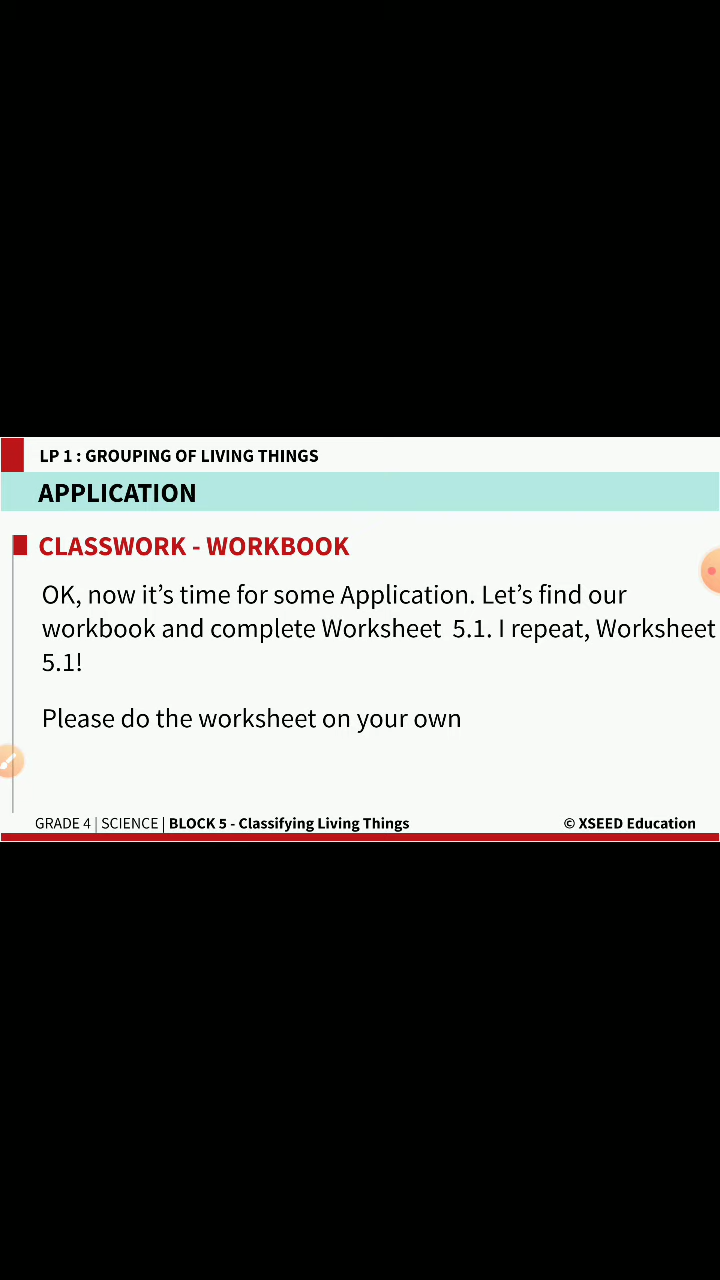 LP 1 : GROUPING OF LIVING THINGS
APPLICATION
CLASSWORK - WORKBOOK
OK, now it’s time for some Application. Let’s find our
workbook and complete Worksheet  5.1. I repeat, Worksheet
5.1!
Please do the worksheet on your own
GRADE 4 | SCIENCE | BLOCK 5 - Classifying Living Things
© XSEED Education